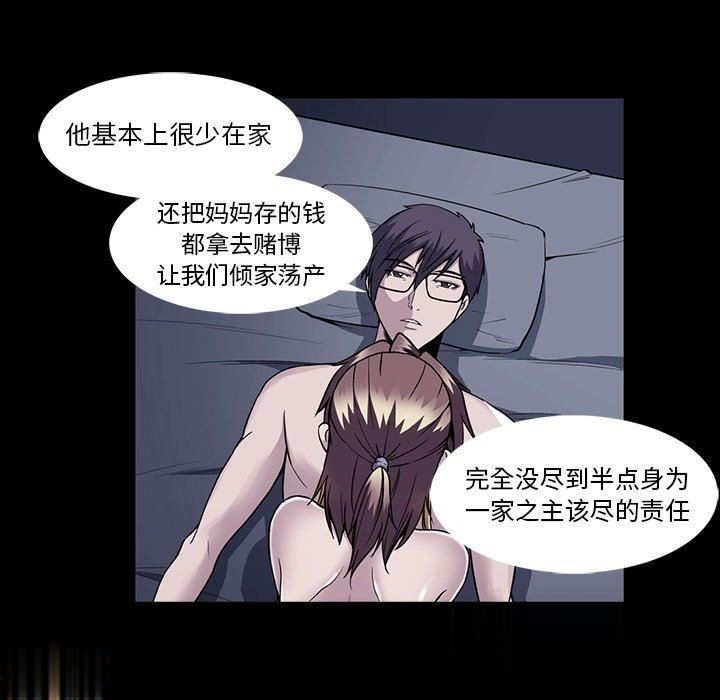 他基本上很少在家
还把妈妈存的钱
都拿去赌博
让我们倾家荡产
完全没尽到半点身为
一家之主该尽的责任